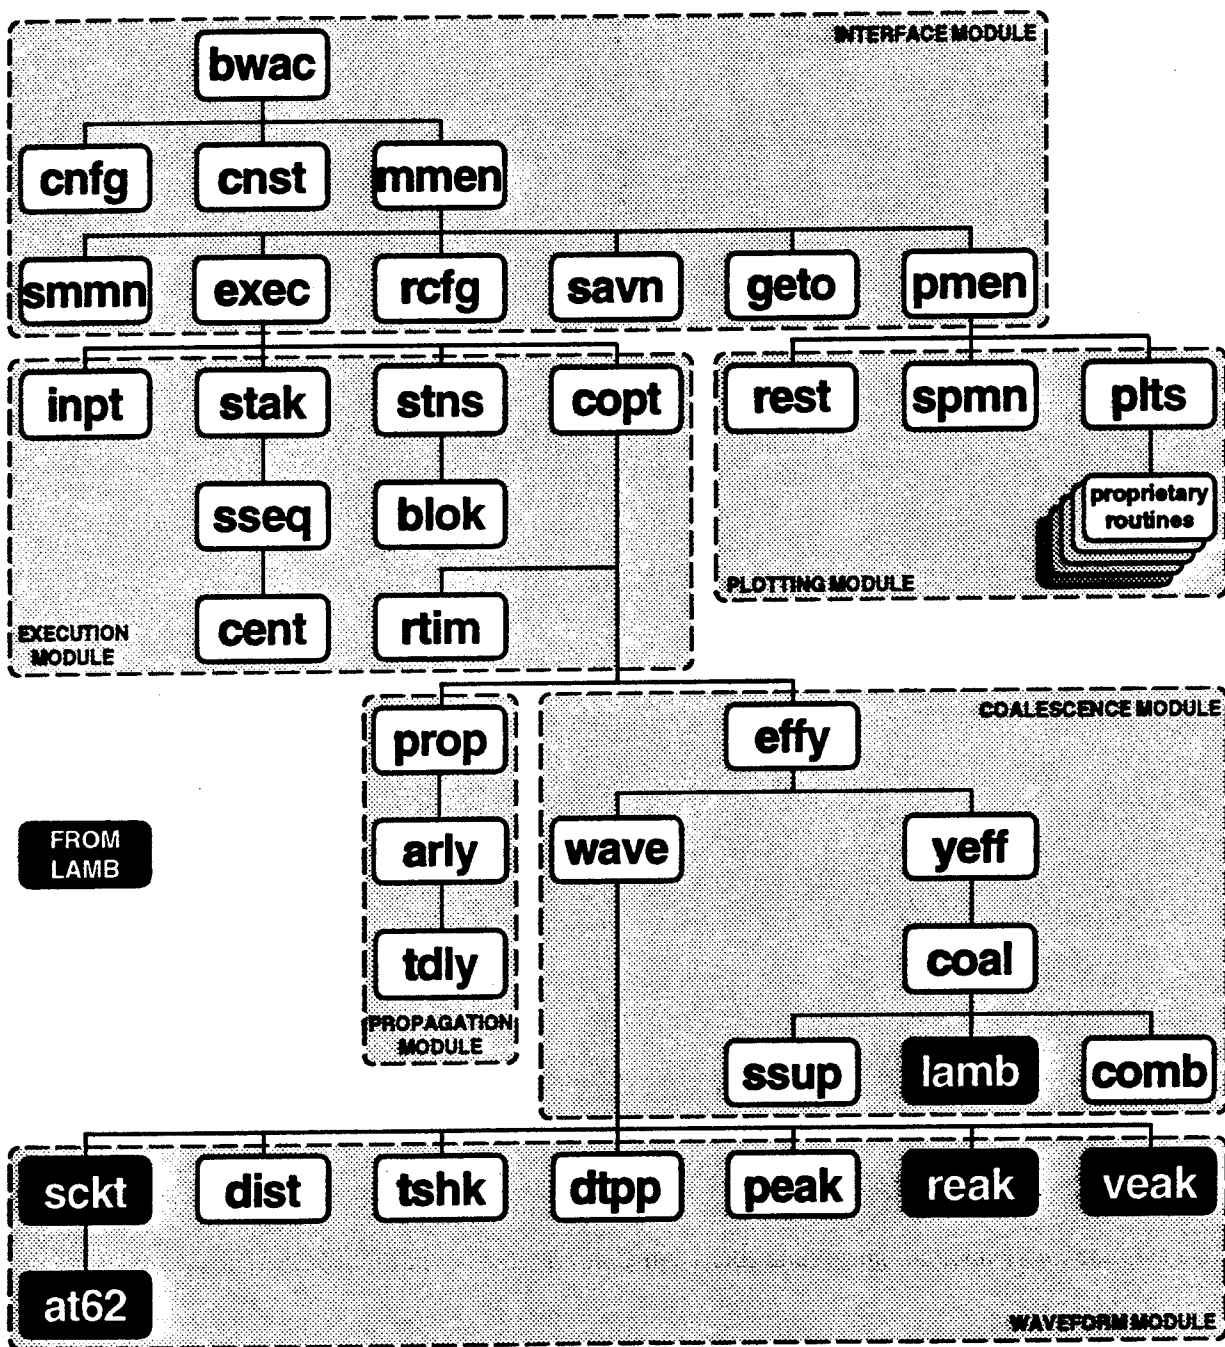 INTERFACE MODULE
bwac
cnfg
cnst
mmen
smmn
exec
rcfg
savn
geto
pmen
inpt
stak
stns
copt
rest
spmn
plts
sseq
blok
proprietary
routines
PLOTTING MODULE
cent
rtim
EXECUTION
MODULE
COALESCENCE MODULE
prop
effy
FROM
LAMB
arly
wave
yeff
tdly
coal
PROPAGATION
MODULE
ssup
lamb
comb
sckt
dist
tshk
dtpp
peak
reak
veak
at62
WAVEFORM MODULE